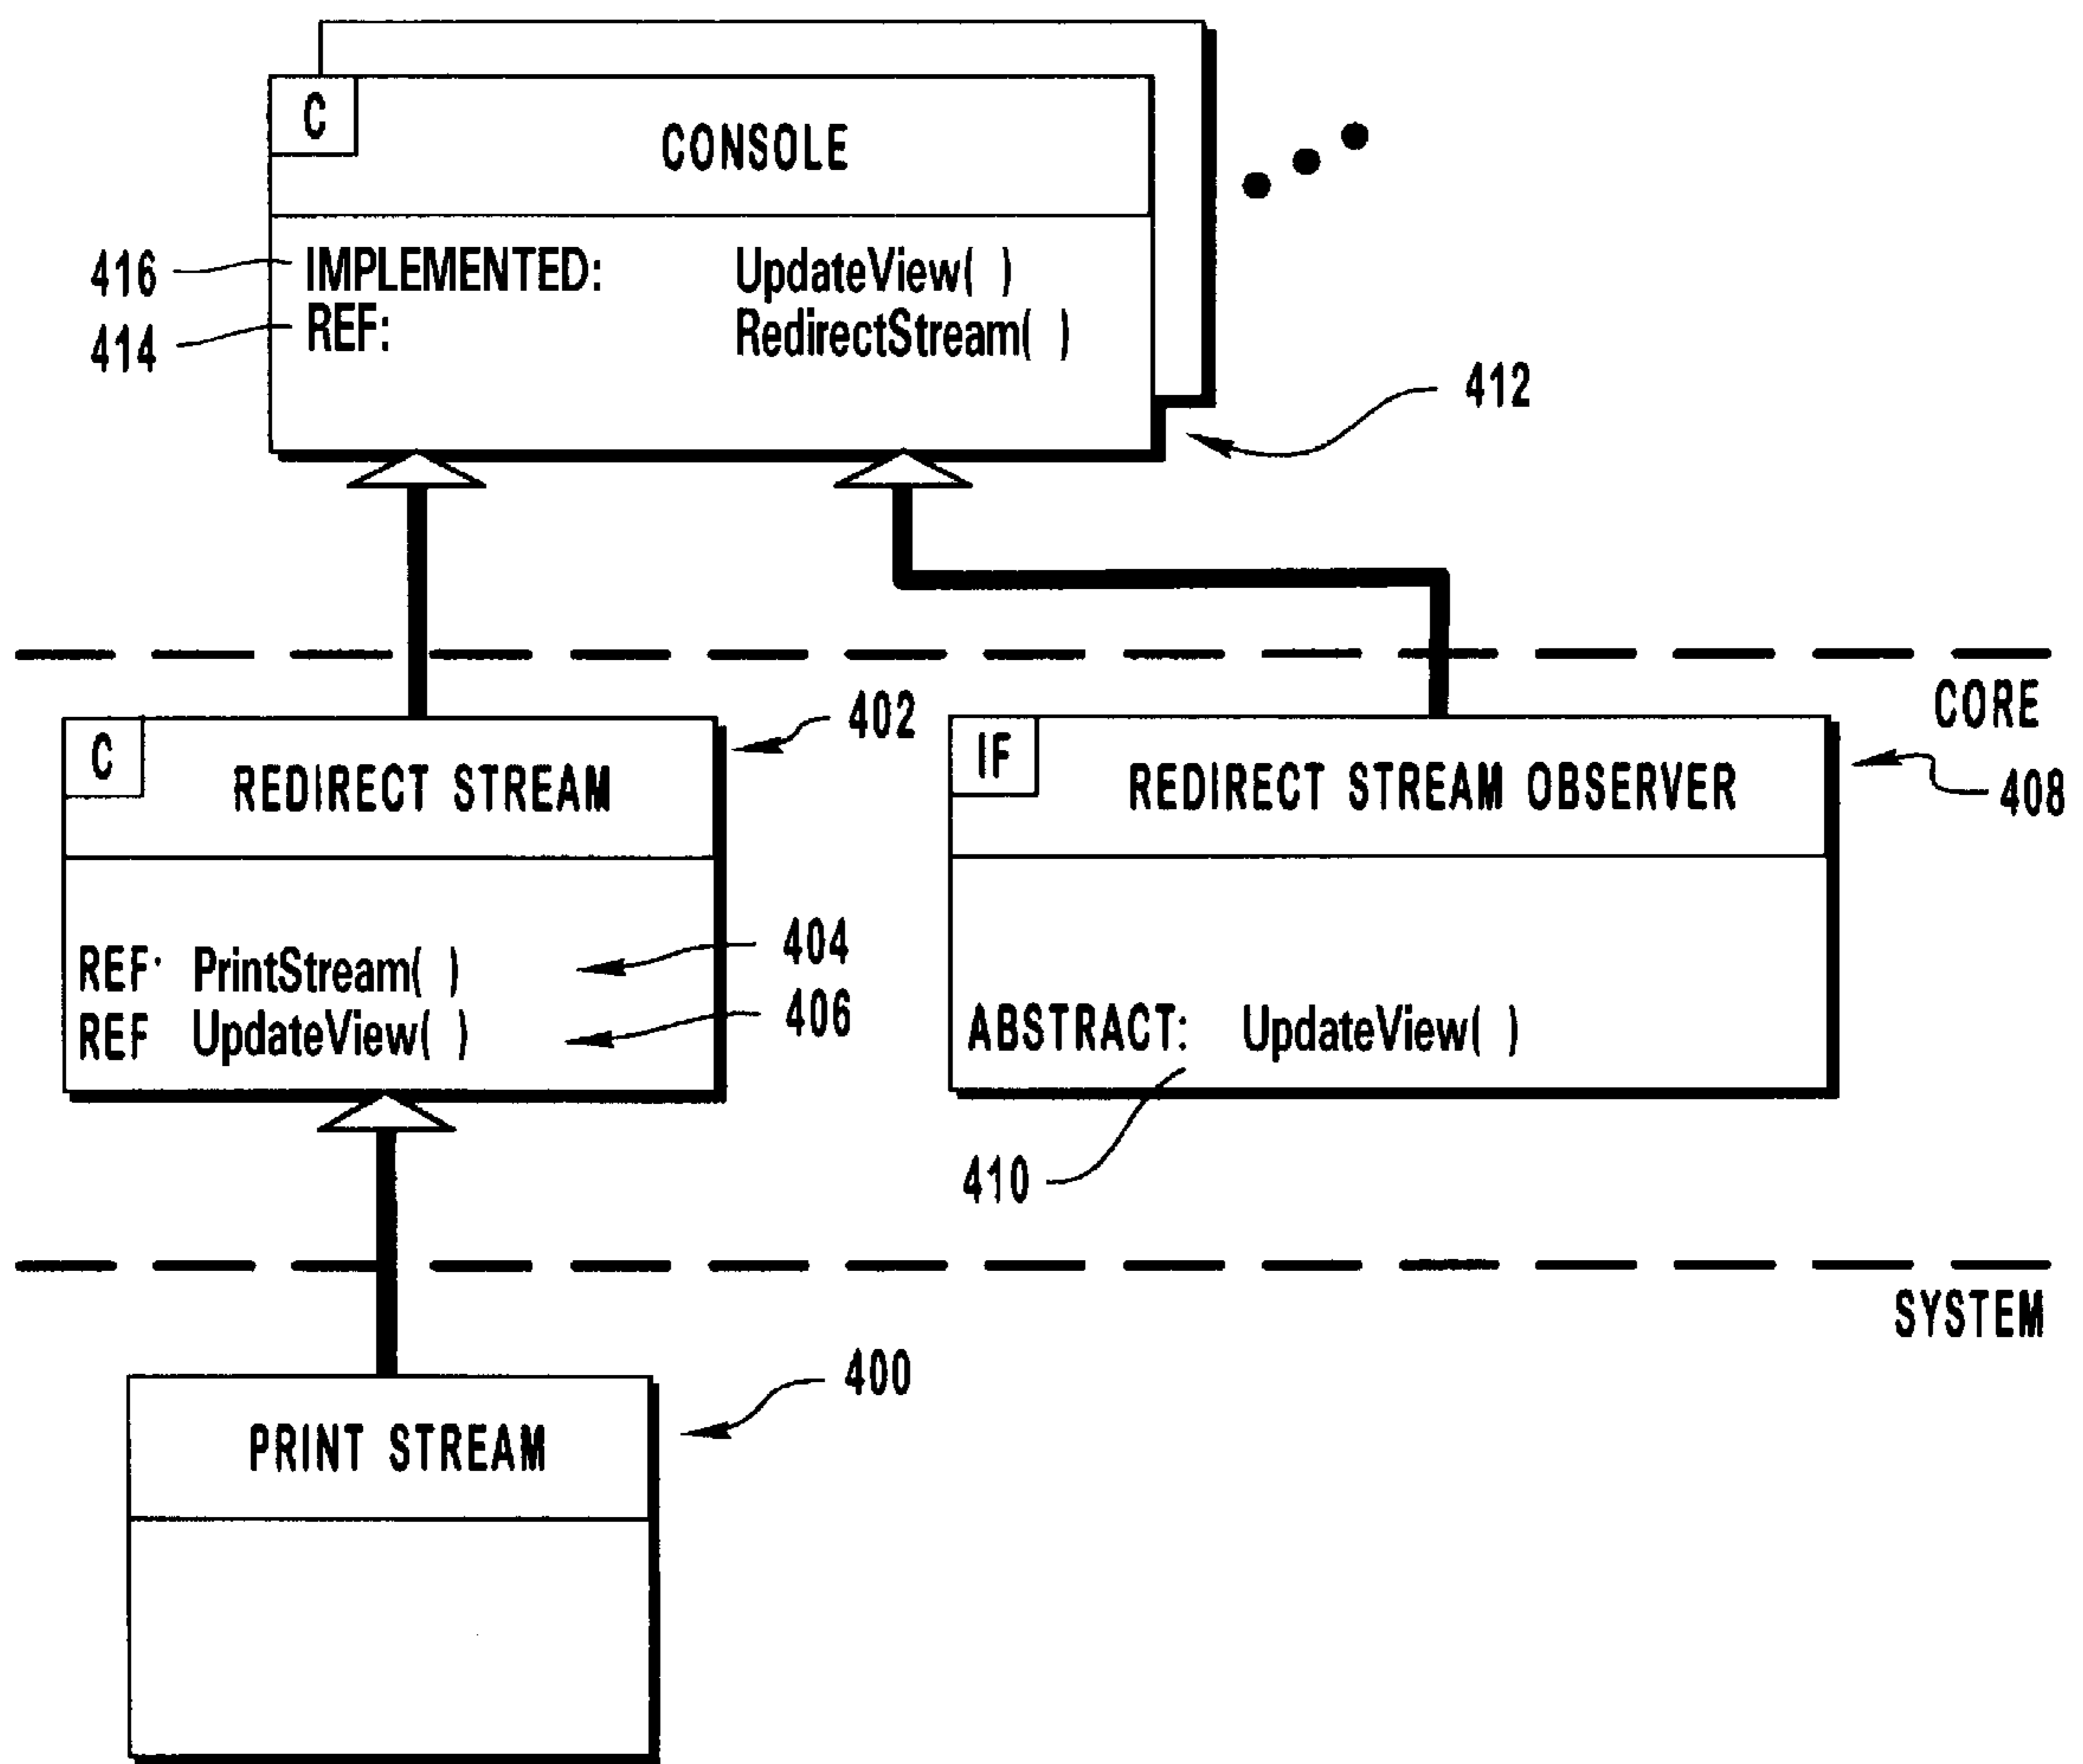 C
CONSOLE
416 IMPLEMENTED: UpdateView( )
414 REF: RedirectStream( )
412
CORE
402
C
REDIRECT STREAM
IF
REDIRECT STREAM OBSERVER
408
404
REF· PrintStream( )
406
REF UpdateView( )
ABSTRACT: UpdateView( )
410
SYSTEM
400
PRINT STREAM